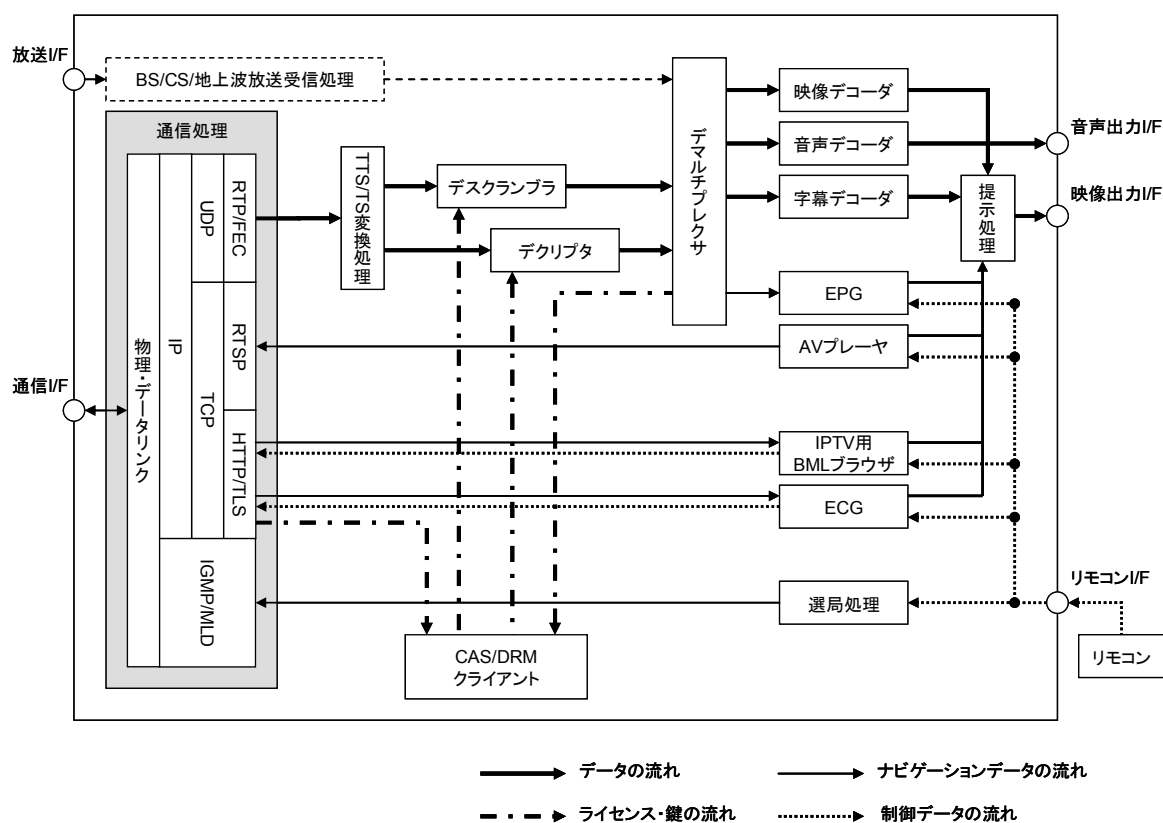 放送I/F
BS/CS/地上波放送受信処理
通信処理
物理・データリンク
IP
UDP
TCP
RTP/FEC
RTSP
HTTP/TLS
IGMP/MLD
通信I/F
TTS/TS変換処理
デスクランブラ
デクリプタ
CAS/DRM
クライアント
デマルチプレクサ
映像デコーダ
音声デコーダ
字幕デコーダ
提示処理
EPG
AVプレーヤ
IPTV用
BMLブラウザ
ECG
選局処理
音声出力I/F
映像出力I/F
リモコンI/F
リモコン
データの流れ
ナビゲーションデータの流れ
ライセンス・鍵の流れ
制御データの流れ